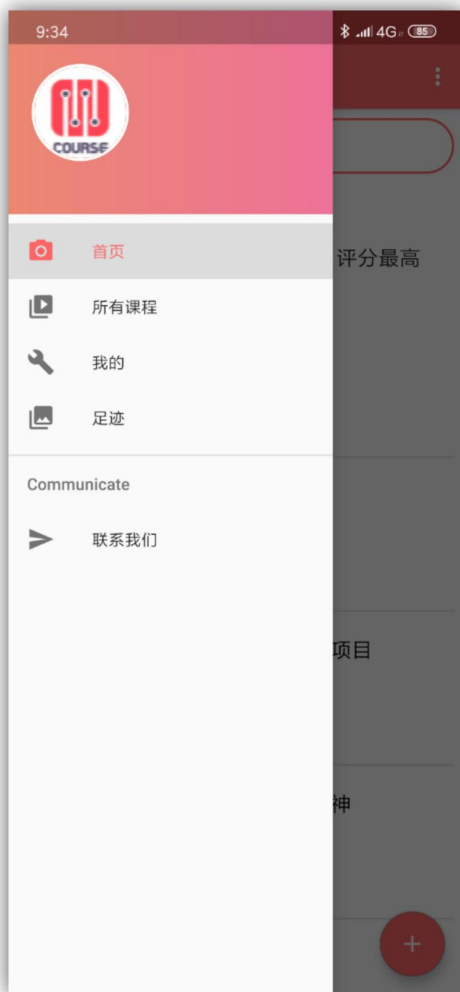 9:34
4G
85
COURSE
评分最高
首页
所有课程
我的
足迹
Communicate
联系我们
项目
神